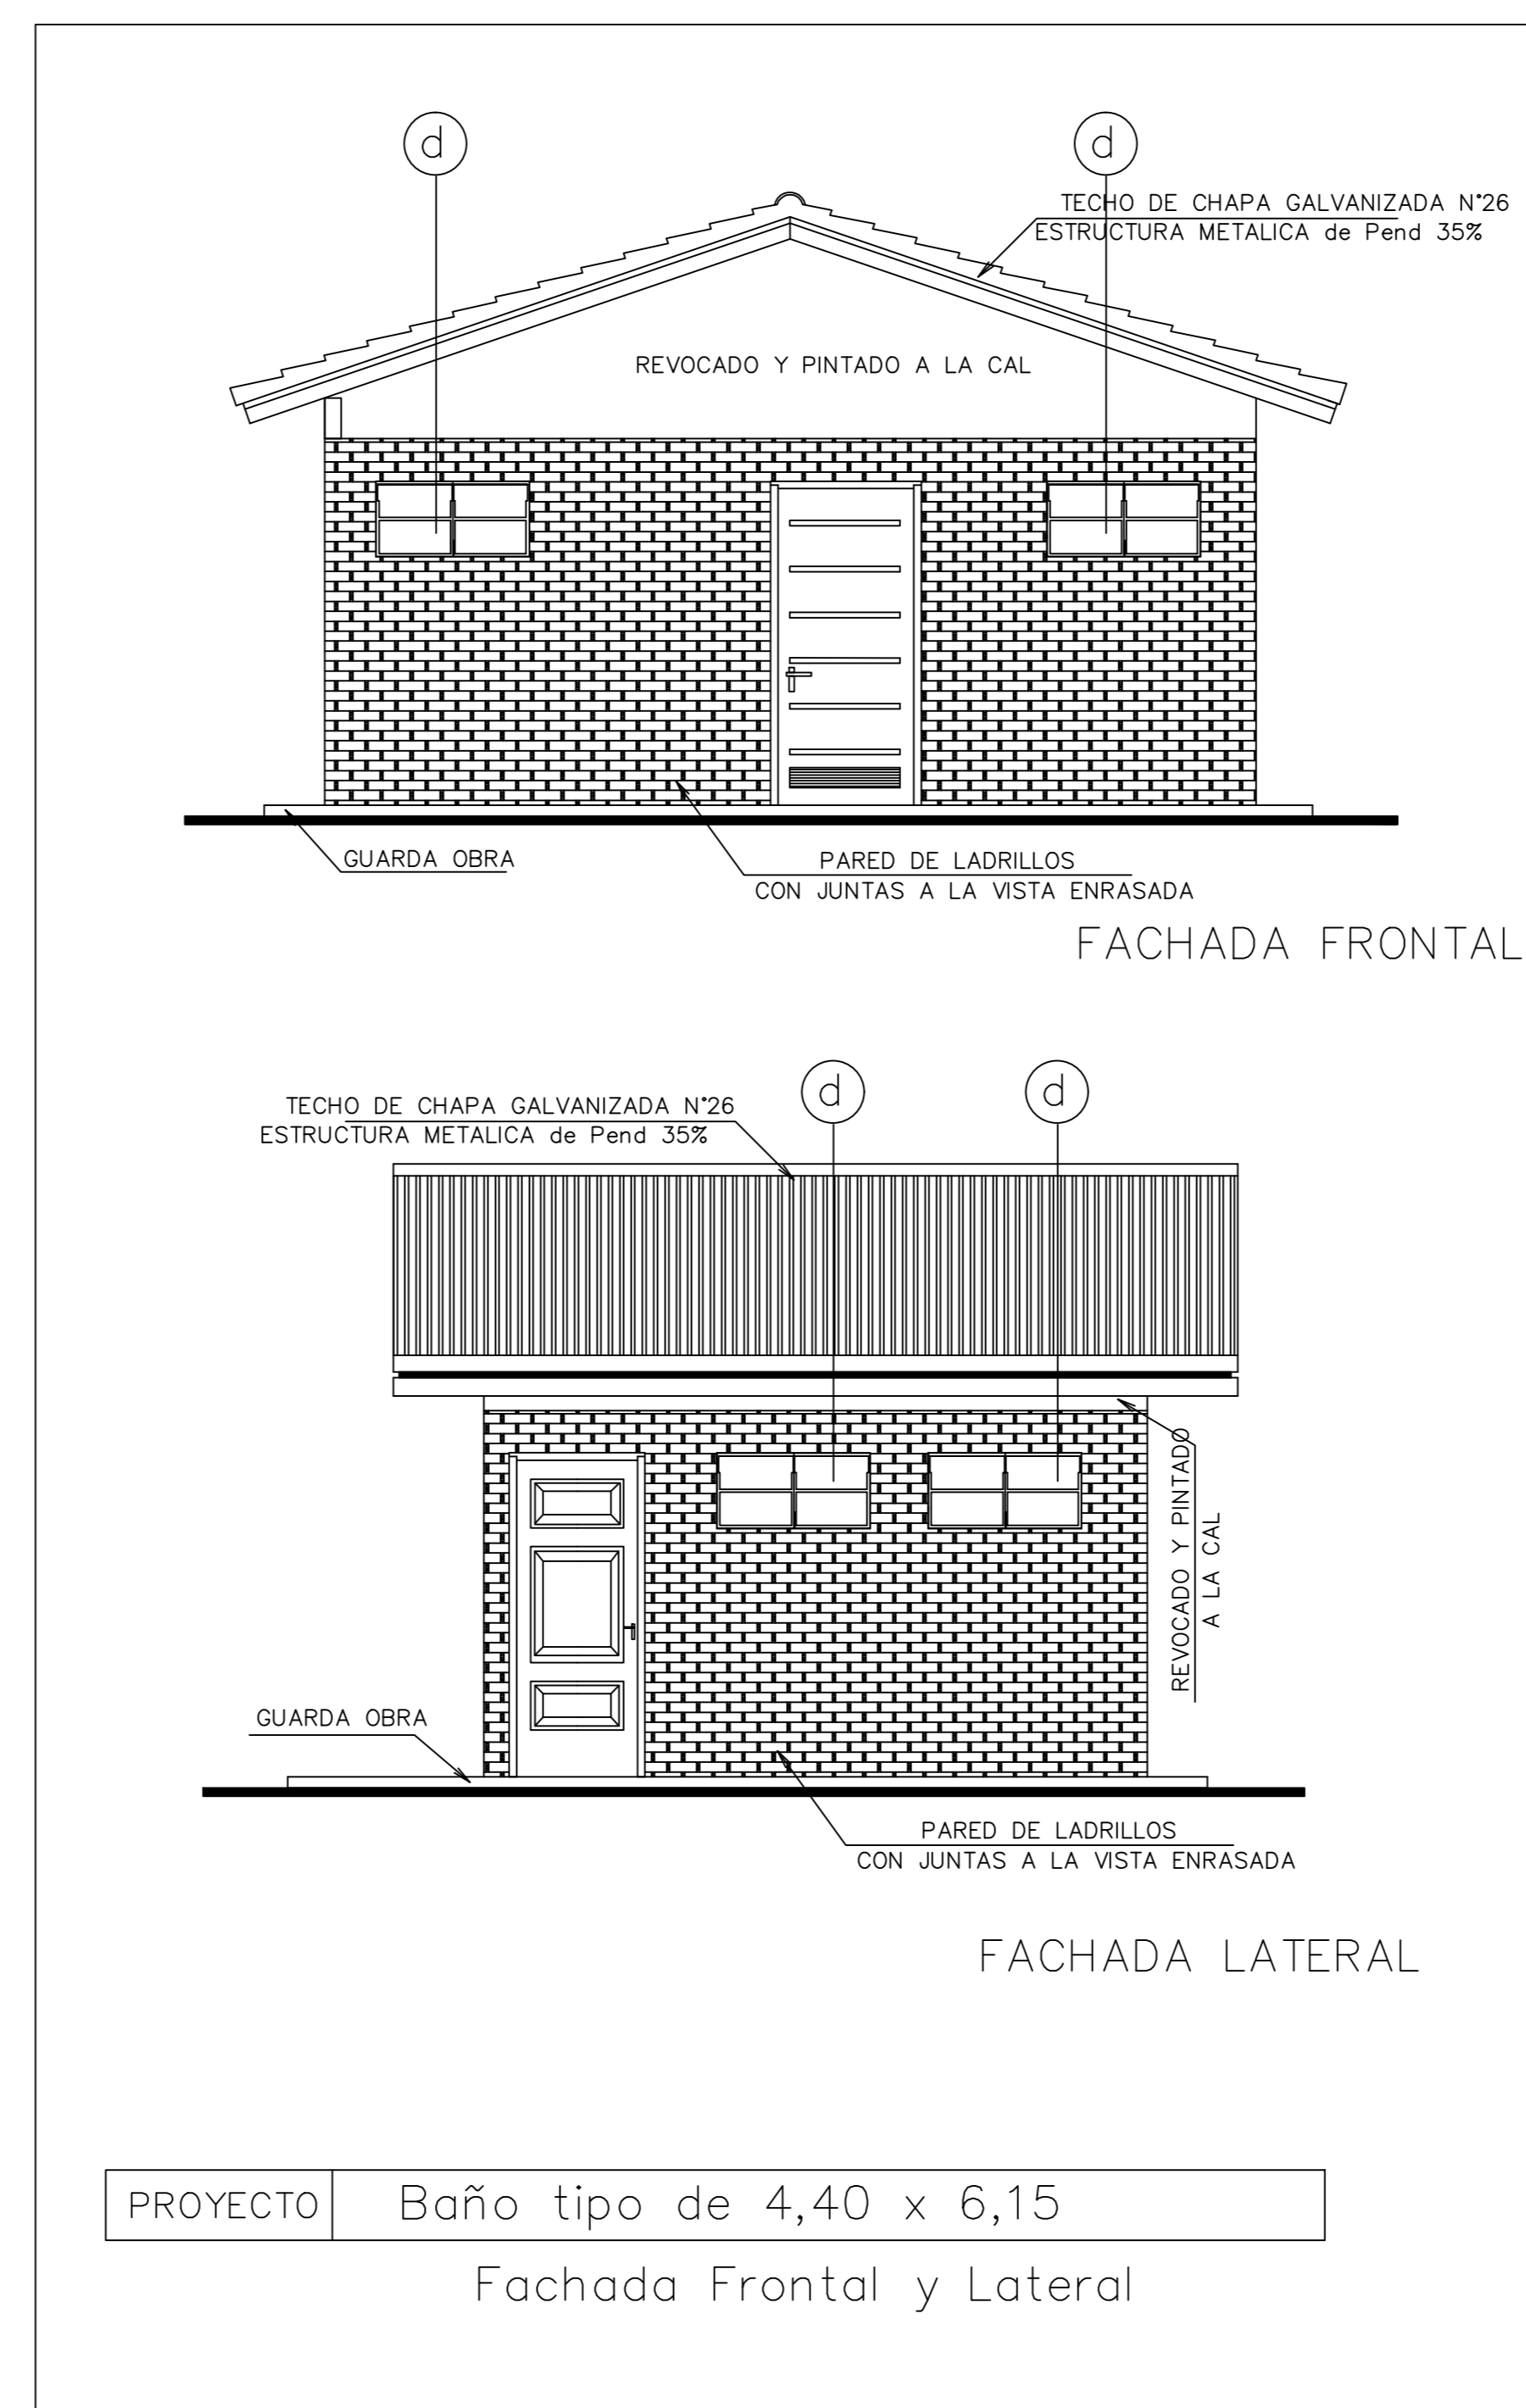 d
d
TECHO DE CHAPA GALVANIZADA N°26
ESTRUCTURA METALICA de Pend 35%
REVOCADO Y PINTADO A LA CAL
GUARDA OBRA
PARED DE LADRILLOS
CON JUNTAS A LA VISTA ENRASADA
FACHADA FRONTAL
d
d
TECHO DE CHAPA GALVANIZADA N°26
ESTRUCTURA METALICA de Pend 35%
REVOCADO Y PINTADO
A LA CAL
GUARDA OBRA
PARED DE LADRILLOS
CON JUNTAS A LA VISTA ENRASADA
FACHADA LATERAL
PROYECTO Baño tipo de 4,40 x 6,15
Fachada Frontal y Lateral